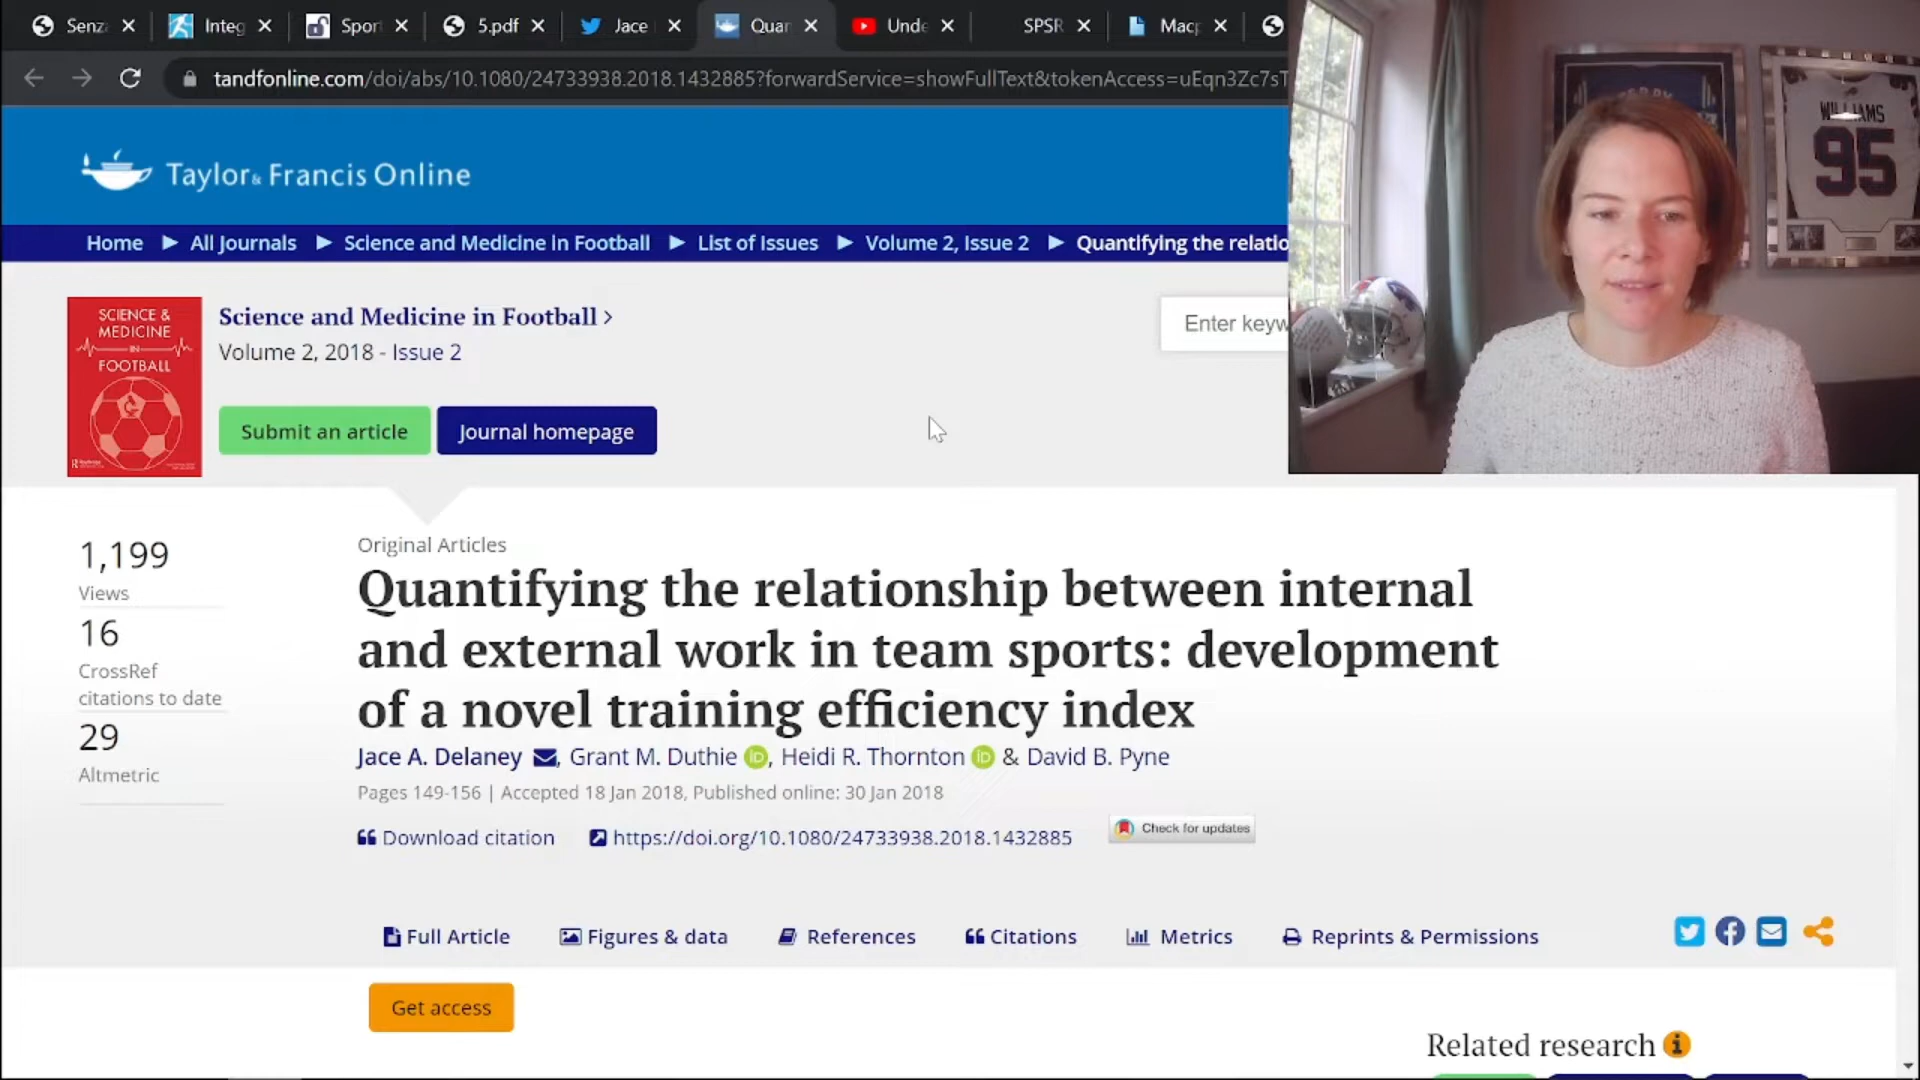 Senz
Integ
Spor
5.pdf
Jace
Quar
Unde
SPSR
Macp
tandfonline.com/doi/abs/10.1080/24733938.2018.1432885?forwardService=showFullText&tokenAccess=uEqn3Zc7sT
WILLIAMS
95
Taylor & Francis Online
Home ▶ All Journals ▶ Science and Medicine in Football ▶ List of Issues ▶ Volume 2, Issue 2 ▶ Quantifying the relatio
SCIENCE &
MEDICINE
IN
FOOTBALL
Science and Medicine in Football >
Volume 2, 2018 - Issue 2
Enter keyw
Submit an article
Journal homepage
1,199
Views
16
CrossRef
citations to date
29
Altmetric
Original Articles
Quantifying the relationship between internal
and external work in team sports: development
of a novel training efficiency index
Jace A. Delaney, Grant M. Duthie iD, Heidi R. Thornton iD & David B. Pyne
Pages 149-156 | Accepted 18 Jan 2018, Published online: 30 Jan 2018
Download citation https://doi.org/10.1080/24733938.2018.1432885 Check for updates
Full Article Figures & data References Citations Metrics Reprints & Permissions
Get access
Related research i